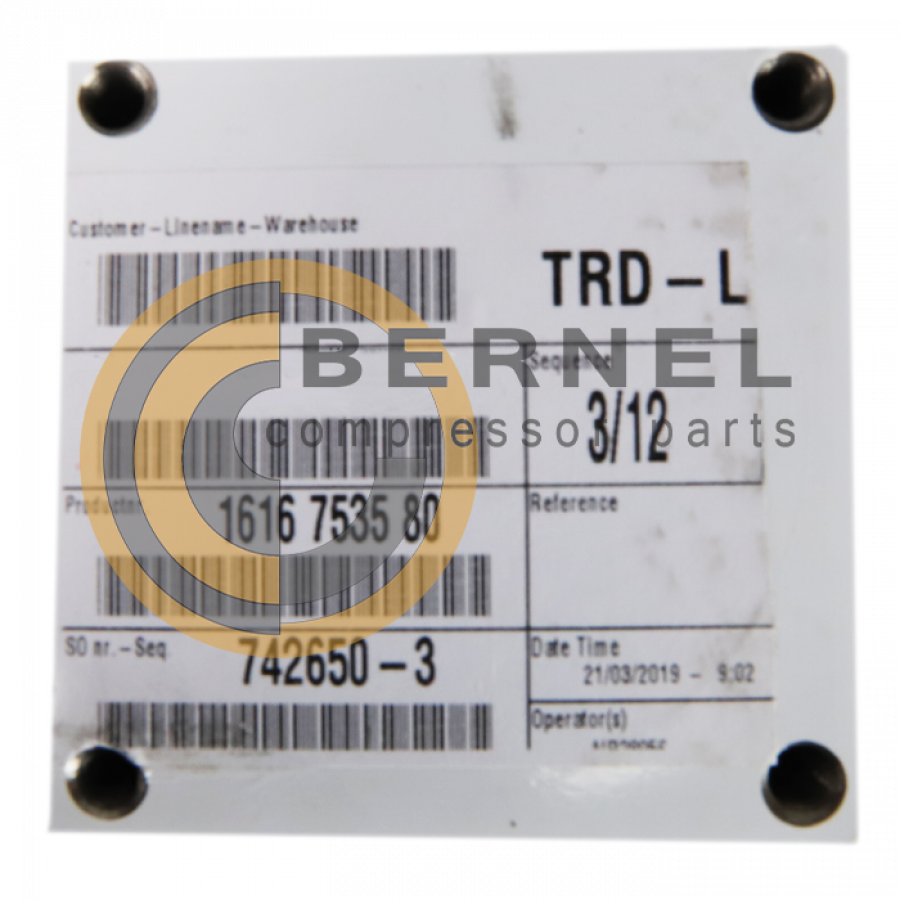 Customer-Linename-Warehouse
TRD-L
BERNEL
compressor parts
Sequence
3/12
Productnr.
1616 7535 80
Reference
SO nr.-Seq.
742650-3
Date Time
21/03/2019 - 9:02
Operator(s)